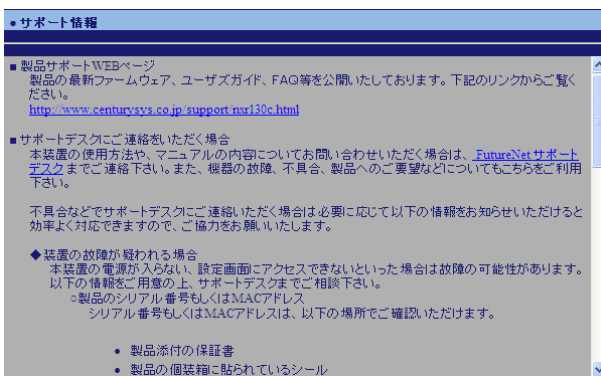 ●サポート情報
■ 製品サポートWEBページ
製品の最新ファームウェア、ユーザズガイド、FAQ等を公開いたしております。下記のリンクからご覧く
ださい。
http://www.centurysys.co.jp/support/nxr130c.html
■ サポートデスクにご連絡をいただく場合
本装置の使用方法や、マニュアルの内容についてお問い合わせいただく場合は、 FutureNet サポート
デスク までご連絡下さい。また、機器の故障、不具合、製品へのご要望などについてもこちらをご利用
下さい。
不具合などでサポートデスクにご連絡いただく場合は必要に応じて以下の情報をお知らせいただけると
効率よく対応できますので、ご協力をお願いいたします。
◆装置の故障が疑われる場合
本装置の電源が入らない、設定画面にアクセスできないといった場合は故障の可能性があります。
以下の情報をご用意の上、サポートデスクまでご相談下さい。
○製品のシリアル番号もしくはMACアドレス
シリアル番号もしくはMACアドレスは、以下の場所でご確認いただけます。
● 製品添付の保証書
● 製品の個装箱に貼られているシール